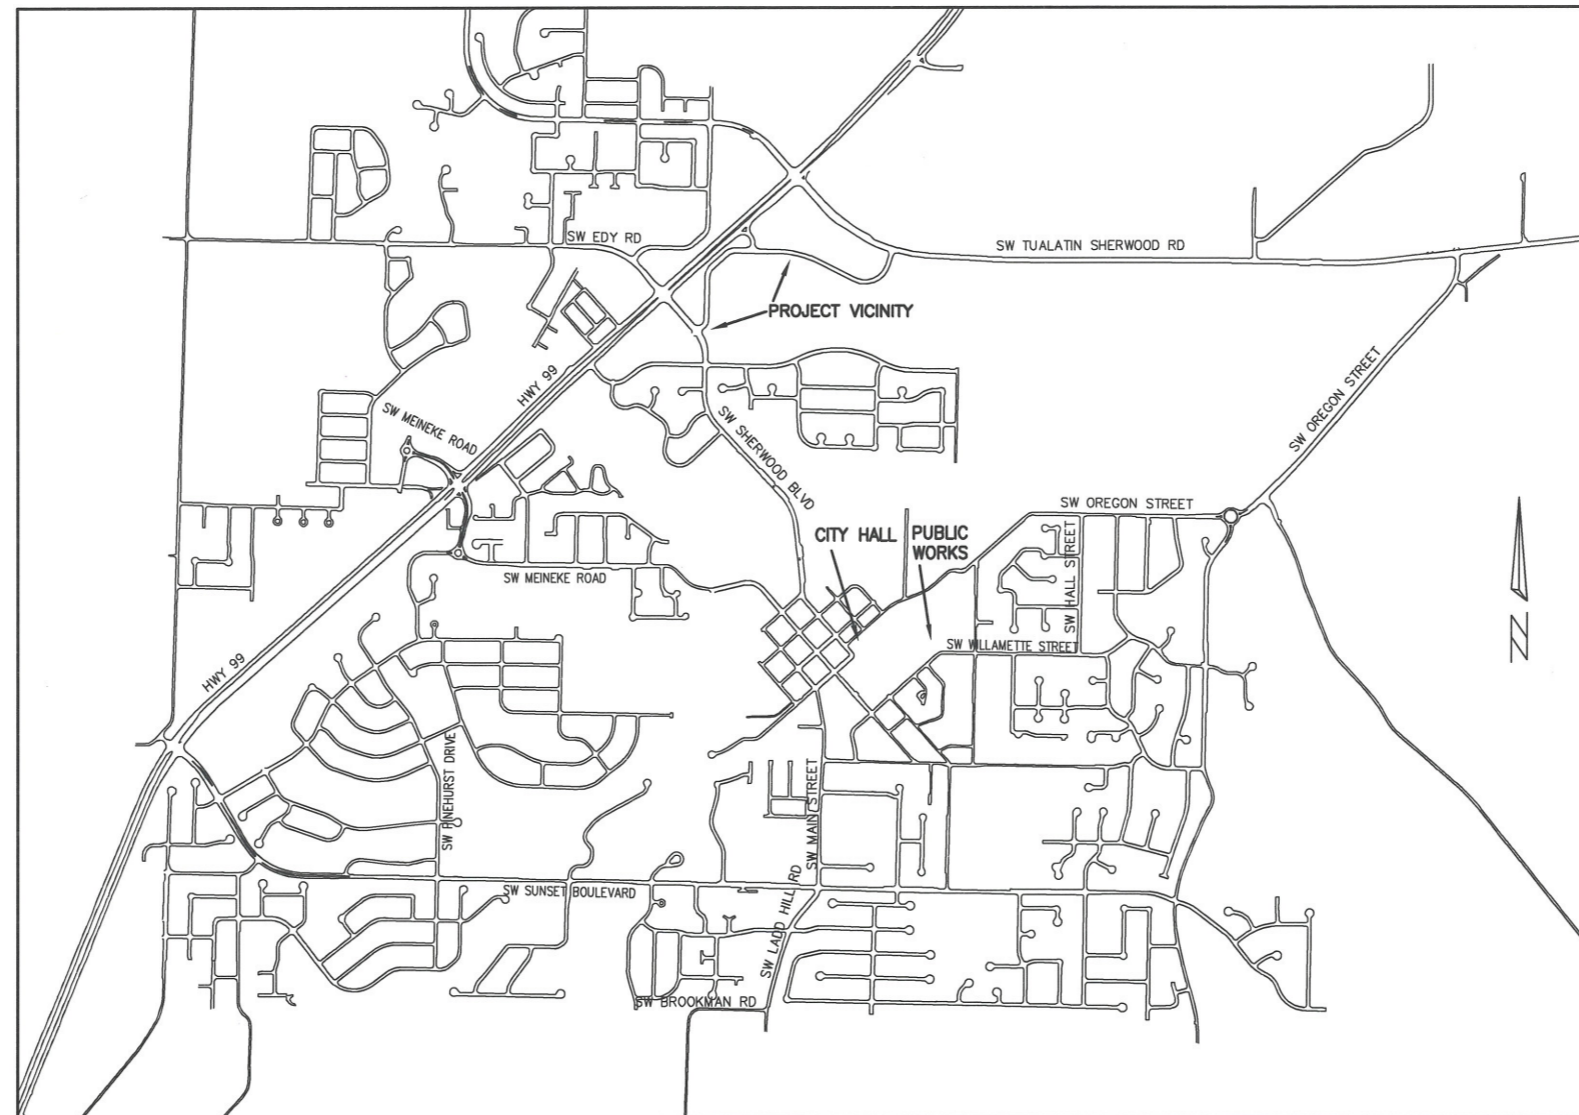 SW EDY RD
SW TUALATIN SHERWOOD RD
PROJECT VICINITY
HWY 99
SW OREGON STREET
SW MEINEKE ROAD
SW SHERWOOD BLVD
SW OREGON STREET
CITY HALL
PUBLIC
WORKS
SW HALL STREET
SW MEINEKE ROAD
SW WILLAMETTE STREET
HWY 99
SW PINEHURST DRIVE
SW MAIN STREET
SW SUNSET BOULEVARD
SW LADD HILL RD
SW BROOKMAN RD
N